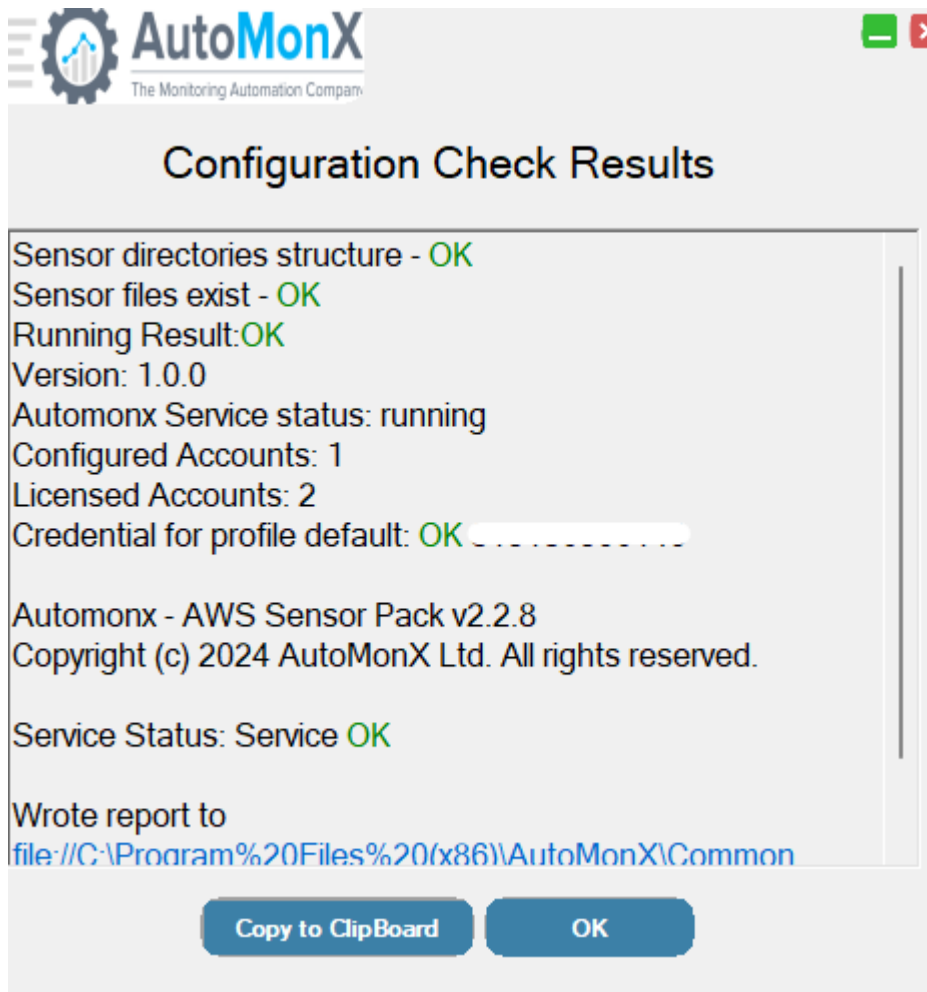 AutoMonX
The Monitoring Automation Company
Configuration Check Results
Sensor directories structure - OK
Sensor files exist - OK
Running Result:OK
Version: 1.0.0
Automonx Service status: running
Configured Accounts: 1
Licensed Accounts: 2
Credential for profile default: OK
Automonx - AWS Sensor Pack v2.2.8
Copyright (c) 2024 AutoMonX Ltd. All rights reserved.
Service Status: Service OK
Wrote report to
file://C:\Program%20Files%20(x86)\AutoMonX\Common
Copy to ClipBoard
OK